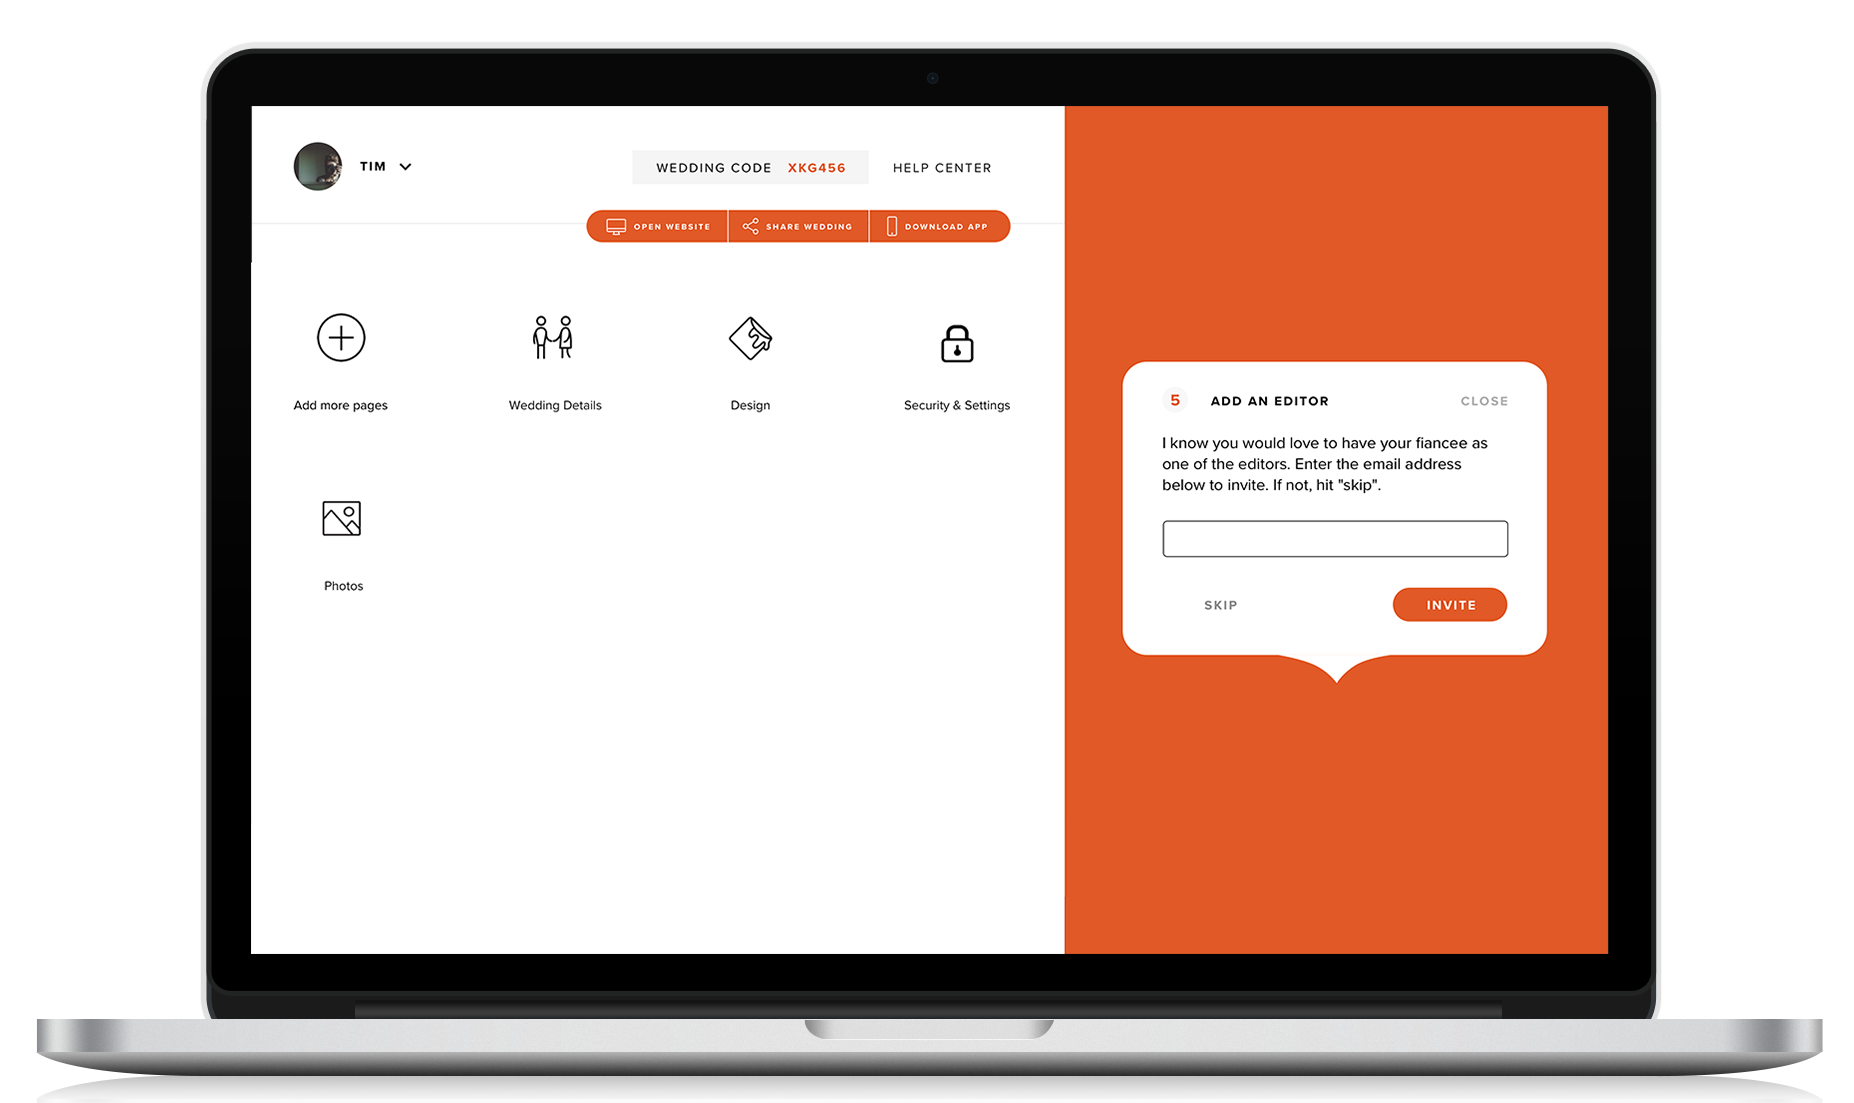 TIM
WEDDING CODE XKG456
HELP CENTER
OPEN WEBSITE
SHARE WEDDING
DOWNLOAD APP
Add more pages
Wedding Details
Design
Security & Settings
Photos
5 ADD AN EDITOR
CLOSE
I know you would love to have your fiancee as
one of the editors. Enter the email address
below to invite. If not, hit "skip".
SKIP
INVITE